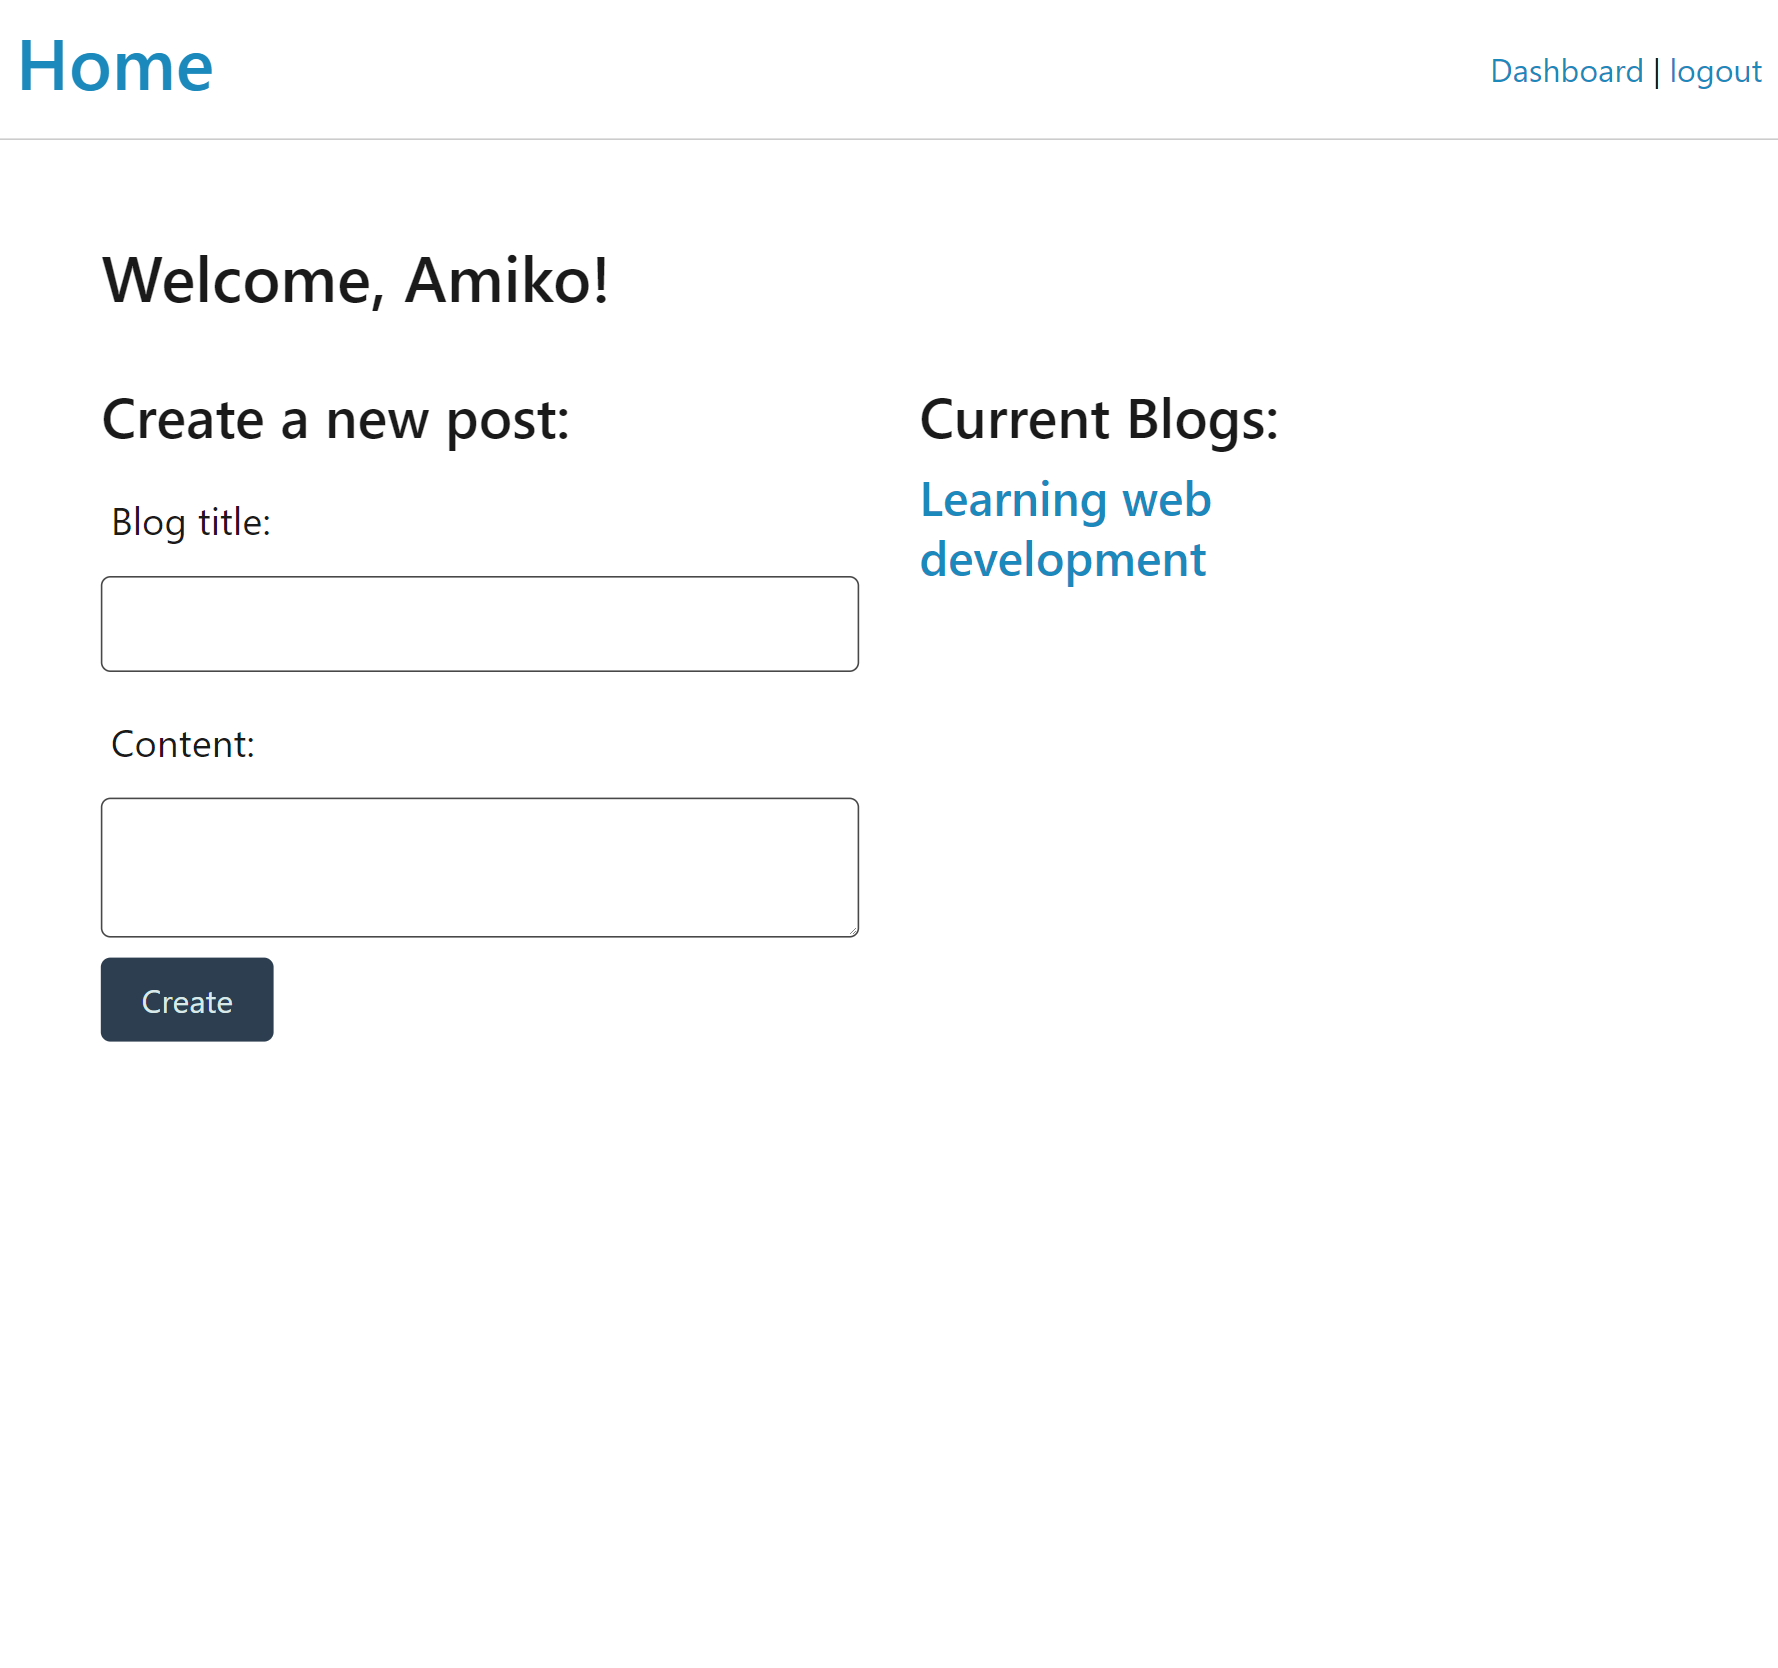 Home
Dashboard | logout
Welcome, Amiko!
Create a new post:
Blog title:
Content:
Create
Current Blogs:
Learning web
development